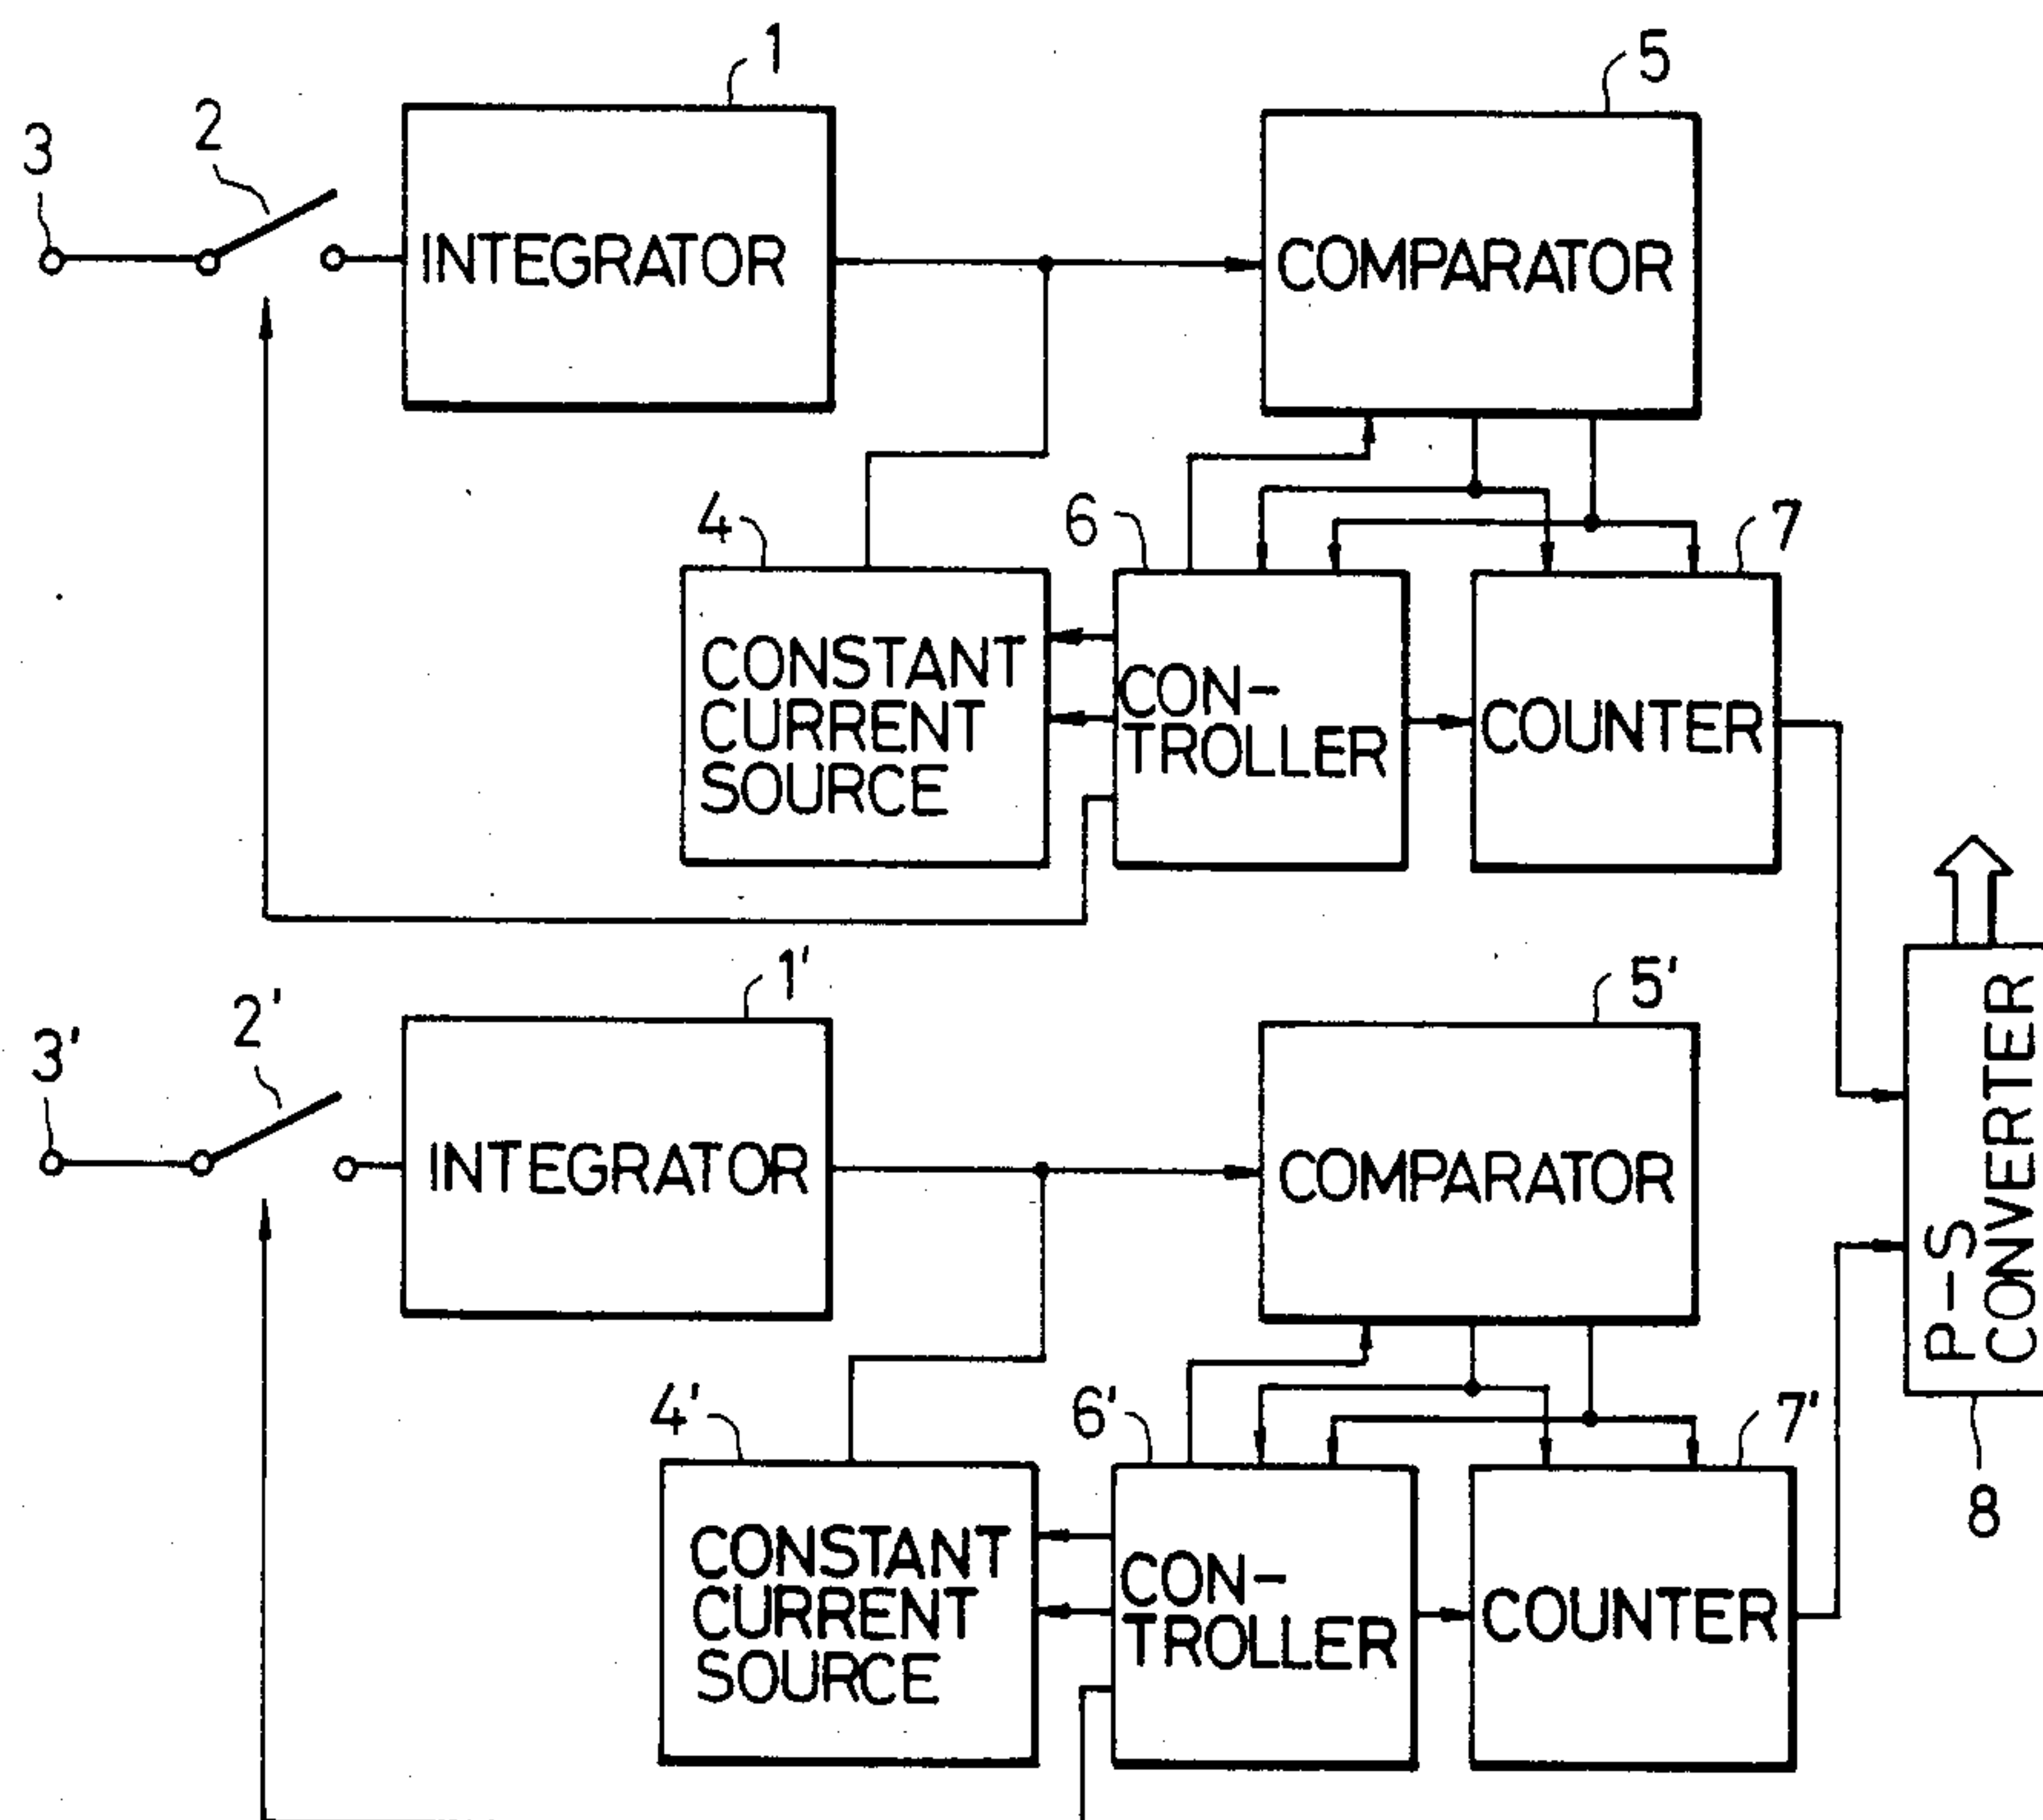 1
5
2
3
INTEGRATOR
COMPARATOR
4
6
7
CONSTANT
CURRENT
SOURCE
CON-
TROLLER
COUNTER
1'
5'
2'
3'
INTEGRATOR
COMPARATOR
P-S
CONVERTER
4'
6'
7'
8
CONSTANT
CURRENT
SOURCE
CON-
TROLLER
COUNTER